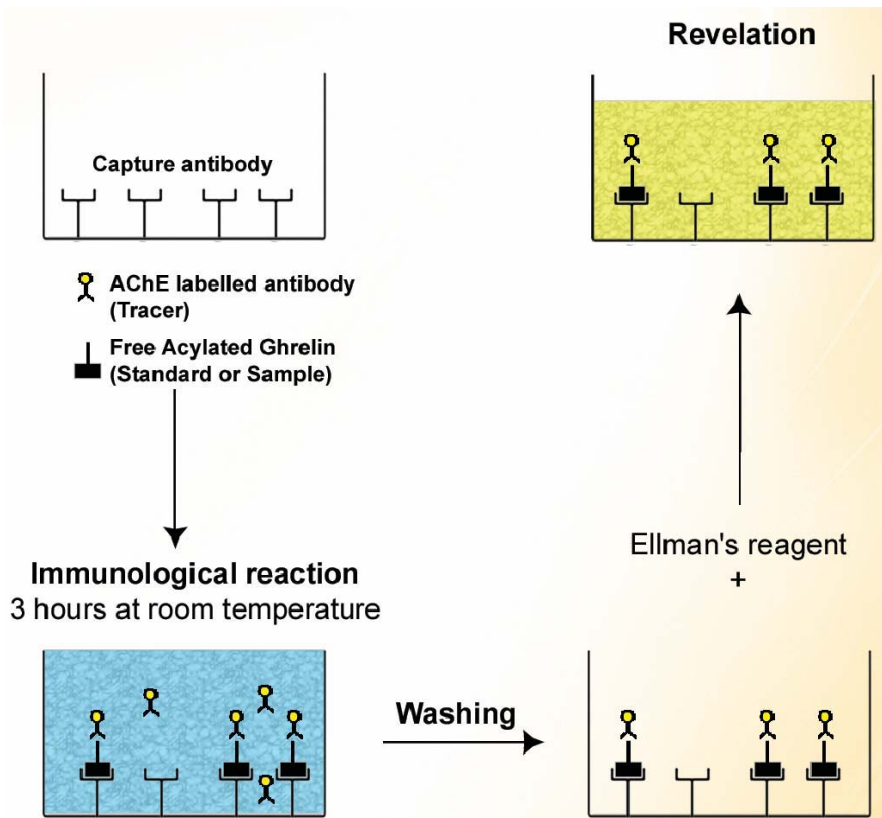 Revelation
Capture antibody
AChE labelled antibody
(Tracer)
Free Acylated Ghrelin
(Standard or Sample)
Immunological reaction
3 hours at room temperature
Washing
Ellman's reagent
+